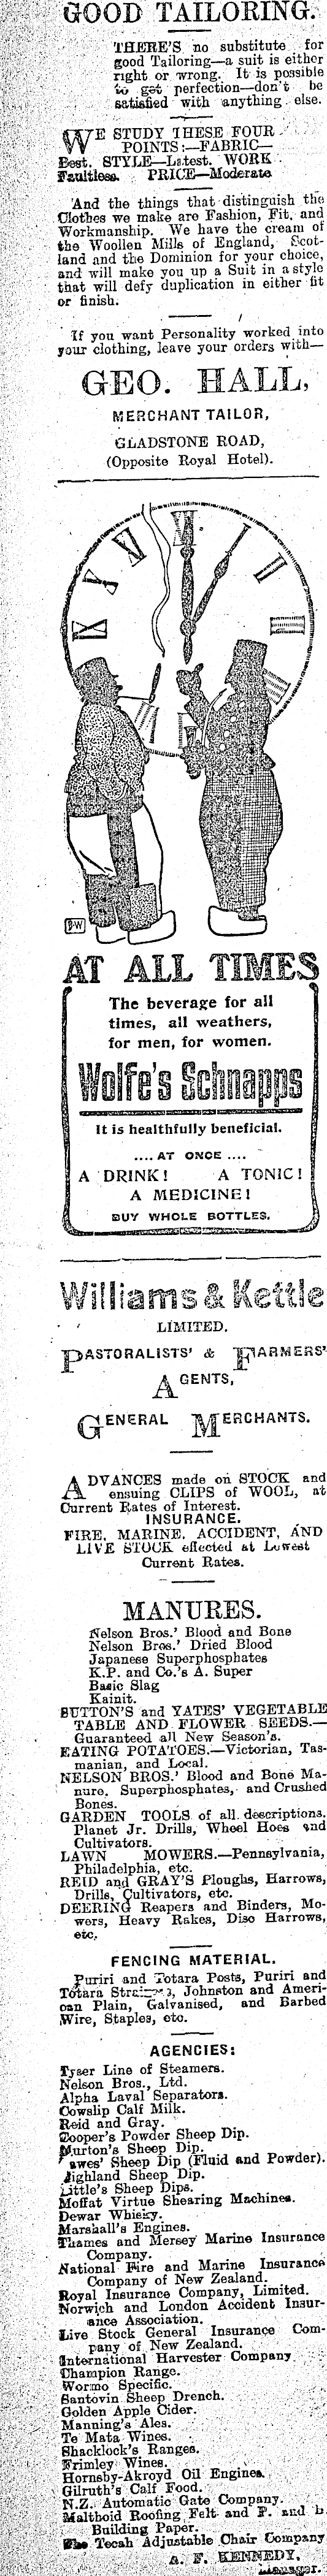 GOOD TAILORING.
THERE'S no substitute for
good Tailoring—a suit is either
right or wrong. It is possible
to get perfection—don't be
satisfied with anything else.
WE STUDY THESE FOUR
POINTS:—FABRIC—
Best. STYLE—Latest. WORK
Faultless. PRICE—Moderate
And the things that distinguish the
Clothes we make are Fashion, Fit, and
Workmanship. We have the cream of
the Woollen Mills of England, Scot-
land and the Dominion for your choice,
and will make you up a Suit in a style
that will defy duplication in either fit
or finish.
If you want Personality worked into
your clothing, leave your orders with—
GEO. HALL,
MERCHANT TAILOR,
GLADSTONE ROAD,
(Opposite Royal Hotel).
AT ALL TIMES
The beverage for all
times, all weathers,
for men, for women.
Wolfe's Schnapps
It is healthfully beneficial.
.... AT ONCE ....
A DRINK! A TONIC!
A MEDICINE!
BUY WHOLE BOTTLES.
Williams & Kettle
LIMITED.
PASTORALISTS' & FARMERS'
AGENTS,
GENERAL MERCHANTS.
ADVANCES made on STOCK and
ensuing CLIPS of WOOL, at
Current Rates of Interest.
INSURANCE.
FIRE, MARINE, ACCIDENT, AND
LIVE STOCK effected at Lowest
Current Rates.
MANURES.
Nelson Bros.' Blood and Bone
Nelson Bros.' Dried Blood
Japanese Superphosphates
K.P. and Co.'s A. Super
Basic Slag
Kainit.
SUTTON'S and YATES' VEGETABLE
TABLE AND FLOWER SEEDS.—
Guaranteed all New Season's.
EATING POTATOES.—Victorian, Tas-
manian, and Local.
NELSON BROS.' Blood and Bone Ma-
nure, Superphosphates, and Crushed
Bones.
GARDEN TOOLS of all descriptions.
Planet Jr. Drills, Wheel Hoes and
Cultivators.
LAWN MOWERS.—Pennsylvania,
Philadelphia, etc.
REID and GRAY'S Ploughs, Harrows,
Drills, Cultivators, etc.
DEERING Reapers and Binders, Mo-
wers, Heavy Rakes, Disc Harrows,
etc.
FENCING MATERIAL.
Puriri and Totara Posts, Puriri and
Totara Strainers, Johnston and Ameri-
can Plain, Galvanised, and Barbed
Wire, Staples, etc.
AGENCIES:
Tyser Line of Steamers.
Nelson Bros., Ltd.
Alpha Laval Separators.
Cowslip Calf Milk.
Reid and Gray.
Cooper's Powder Sheep Dip.
Murton's Sheep Dip.
Sheep Dip (Fluid and Powder).
Highland Sheep Dip.
Little's Sheep Dips.
Moffat Virtue Shearing Machines.
Dewar Whisky.
Marshall's Engines.
Thames and Mersey Marine Insurance
Company.
National Fire and Marine Insurance
Company of New Zealand.
Royal Insurance Company, Limited.
Norwich and London Accident Insur-
ance Association.
Live Stock General Insurance Com-
pany of New Zealand.
International Harvester Company.
Champion Range.
Wormo Specific.
Santovin Sheep Drench.
Golden Apple Cider.
Manning's Ales.
Te Mata Wines.
Shacklock's Ranges.
Frimley Wines.
Hornsby-Akroyd Oil Engines.
Gilruth's Calf Food.
N.Z. Automatic Gate Company.
Malthoid Roofing Felt and P. and B.
Building Paper.
The Tecah Adjustable Chair Company
A. F. KENNEDY,
Manager.